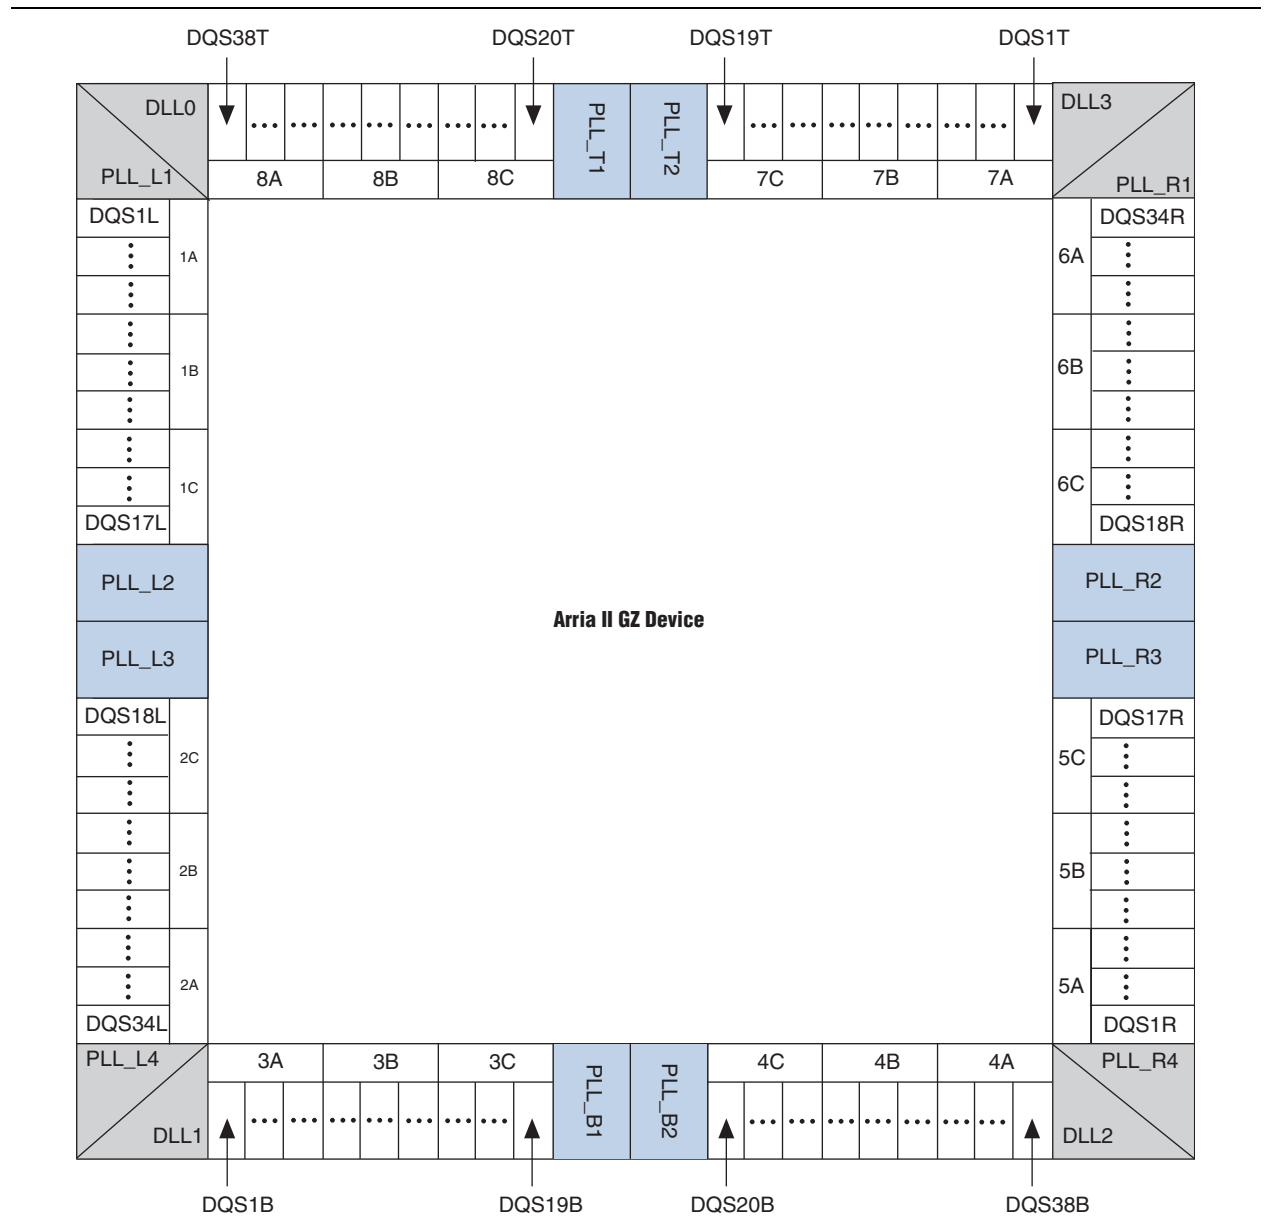 DQS38T DQS20T DQS19T DQS1T
DLL0 PLL_T1 PLL_T2 DLL3
PLL_L1 8A 8B 8C 7C 7B 7A PLL_R1
DQS1L DQS34R
1A 6A
1B 6B
1C 6C
DQS17L DQS18R
PLL_L2 PLL_R2
Arria II GZ Device
PLL_L3 PLL_R3
DQS18L DQS17R
2C 5C
2B 5B
2A 5A
DQS34L DQS1R
PLL_L4 3A 3B 3C PLL_B1 PLL_B2 4C 4B 4A PLL_R4
DLL1 DLL2
DQS1B DQS19B DQS20B DQS38B